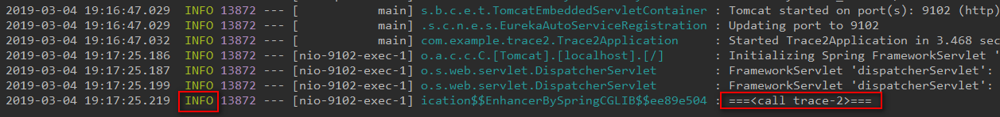 2019-03-04 19:16:47.029  INFO 13872 --- [           main] s.b.c.e.t.TomcatEmbeddedServletContainer : Tomcat started on port(s): 9102 (http)
2019-03-04 19:16:47.029  INFO 13872 --- [           main] .s.c.n.e.s.EurekaAutoServiceRegistration : Updating port to 9102
2019-03-04 19:16:47.032  INFO 13872 --- [           main] com.example.trace2.Trace2Application     : Started Trace2Application in 3.468 sec
2019-03-04 19:17:25.186  INFO 13872 --- [nio-9102-exec-1] o.a.c.c.C.[Tomcat].[localhost].[/]       : Initializing Spring FrameworkServlet '
2019-03-04 19:17:25.187  INFO 13872 --- [nio-9102-exec-1] o.s.web.servlet.DispatcherServlet        : FrameworkServlet 'dispatcherServlet':
2019-03-04 19:17:25.199  INFO 13872 --- [nio-9102-exec-1] o.s.web.servlet.DispatcherServlet        : FrameworkServlet 'dispatcherServlet':
2019-03-04 19:17:25.219  INFO 13872 --- [nio-9102-exec-1] ication$$EnhancerBySpringCGLIB$$ee89e504 : ===<call trace-2>===